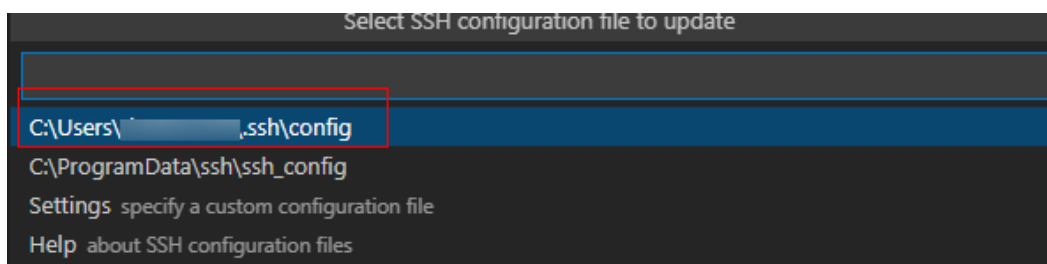 Select SSH configuration file to update
C:\Users\ .ssh\config
C:\ProgramData\ssh\ssh_config
Settings specify a custom configuration file
Help about SSH configuration files